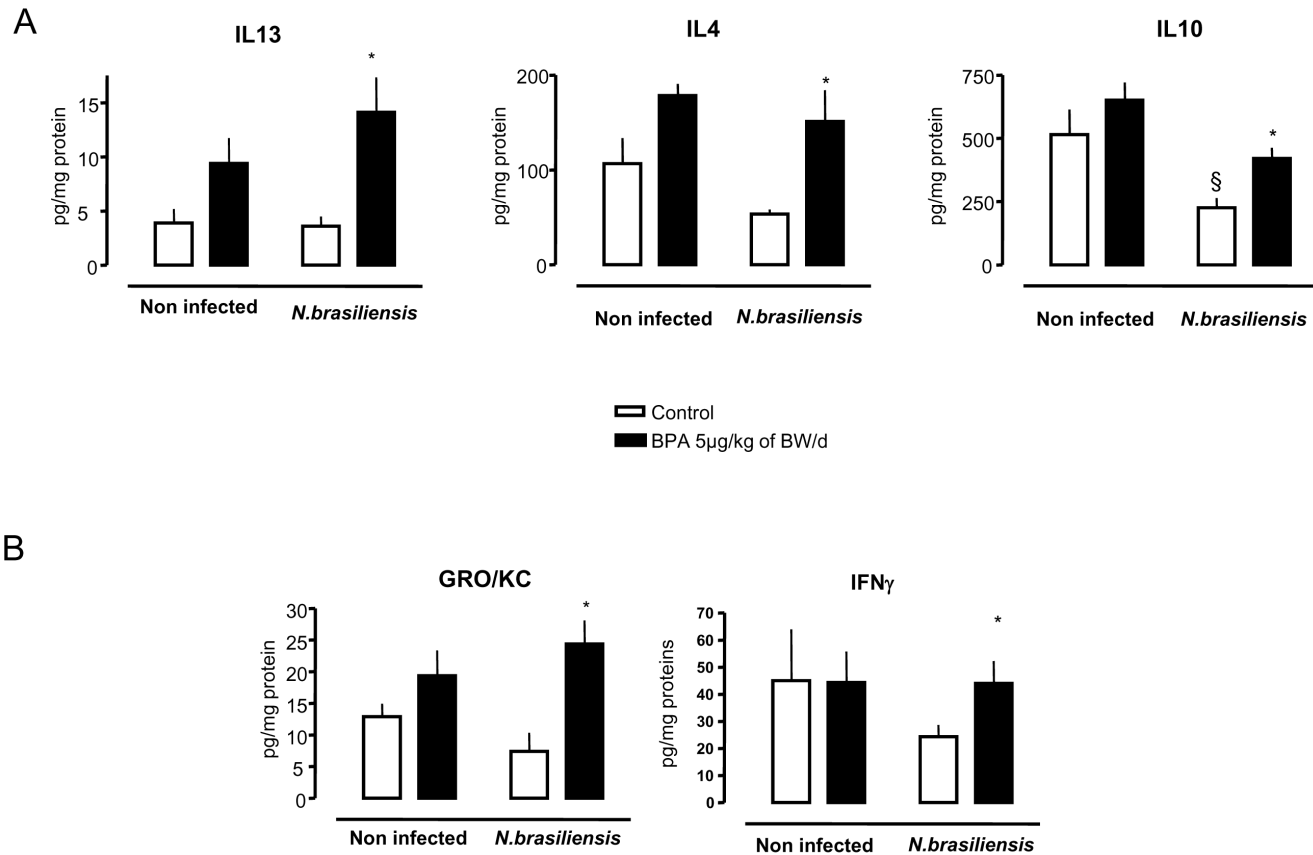 A
IL13
pg/mg protein
15
10
5
0
*
Non infected
N.brasiliensis
IL4
pg/mg protein
200
100
0
*
Non infected
N.brasiliensis
IL10
pg/mg protein
750
500
250
0
§
*
Non infected
N.brasiliensis
Control
BPA 5µg/kg of BW/d
B
GRO/KC
pg/mg protein
30
25
20
15
10
5
0
*
Non infected
N.brasiliensis
IFNγ
pg/mg proteins
70
60
50
40
30
20
10
0
*
Non infected
N.brasiliensis